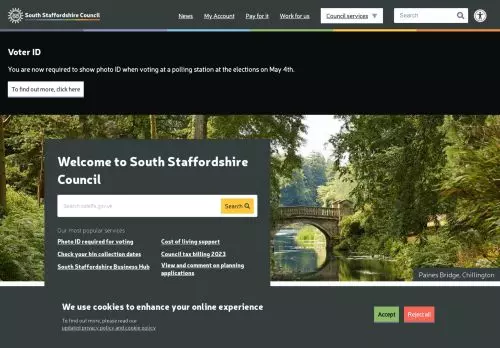 South Staffordshire Council
News
My Account
Pay for it
Work for us
Council services
Search
Voter ID
You are now required to show photo ID when voting at a polling station at the elections on May 4th.
To find out more, click here
Welcome to South Staffordshire
Council
Search sstaffs.gov.uk
Search
Our most popular services
Photo ID required for voting
Cost of living support
Check your bin collection dates
Council tax billing 2023
South Staffordshire Business Hub
View and comment on planning
applications
Paines Bridge, Chillington
We use cookies to enhance your online experience
To find out more, please read our
updated privacy policy and cookie policy
Accept
Reject all